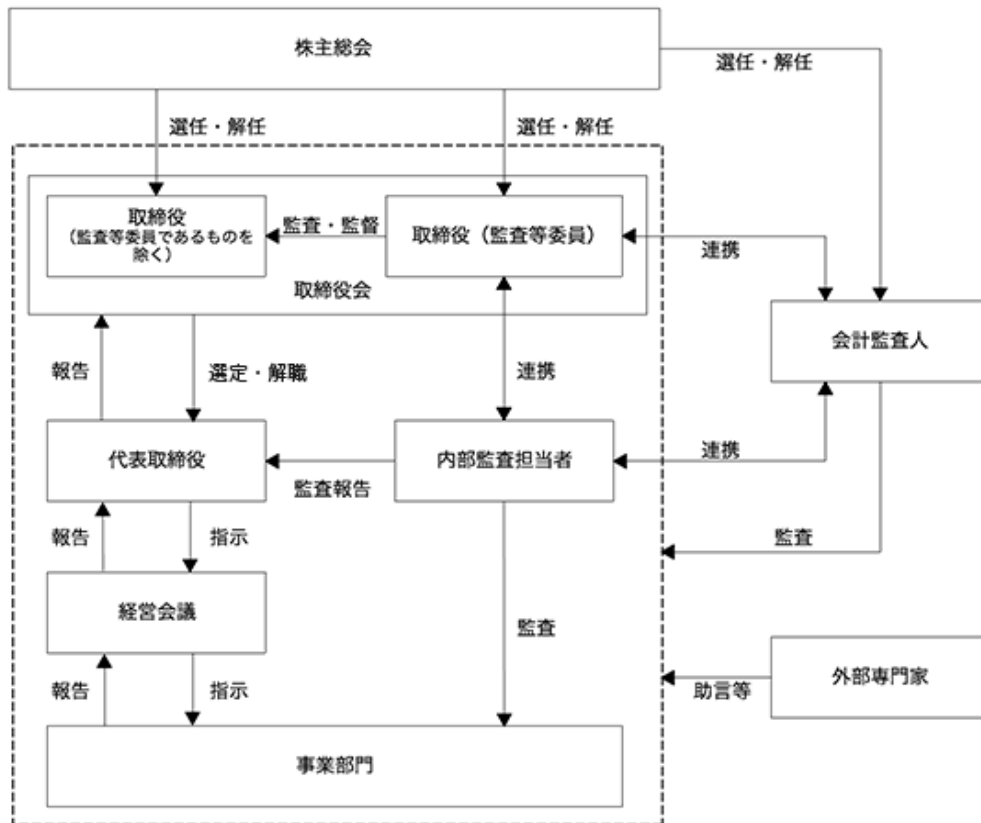 株主総会
選任・解任
選任・解任
選任・解任
取締役
（監査等委員であるものを
除く）
監査・監督
取締役（監査等委員）
連携
取締役会
会計監査人
報告
選定・解職
連携
代表取締役
内部監査担当者
連携
監査報告
報告
指示
監査
経営会議
監査
報告
指示
助言等
外部専門家
事業部門